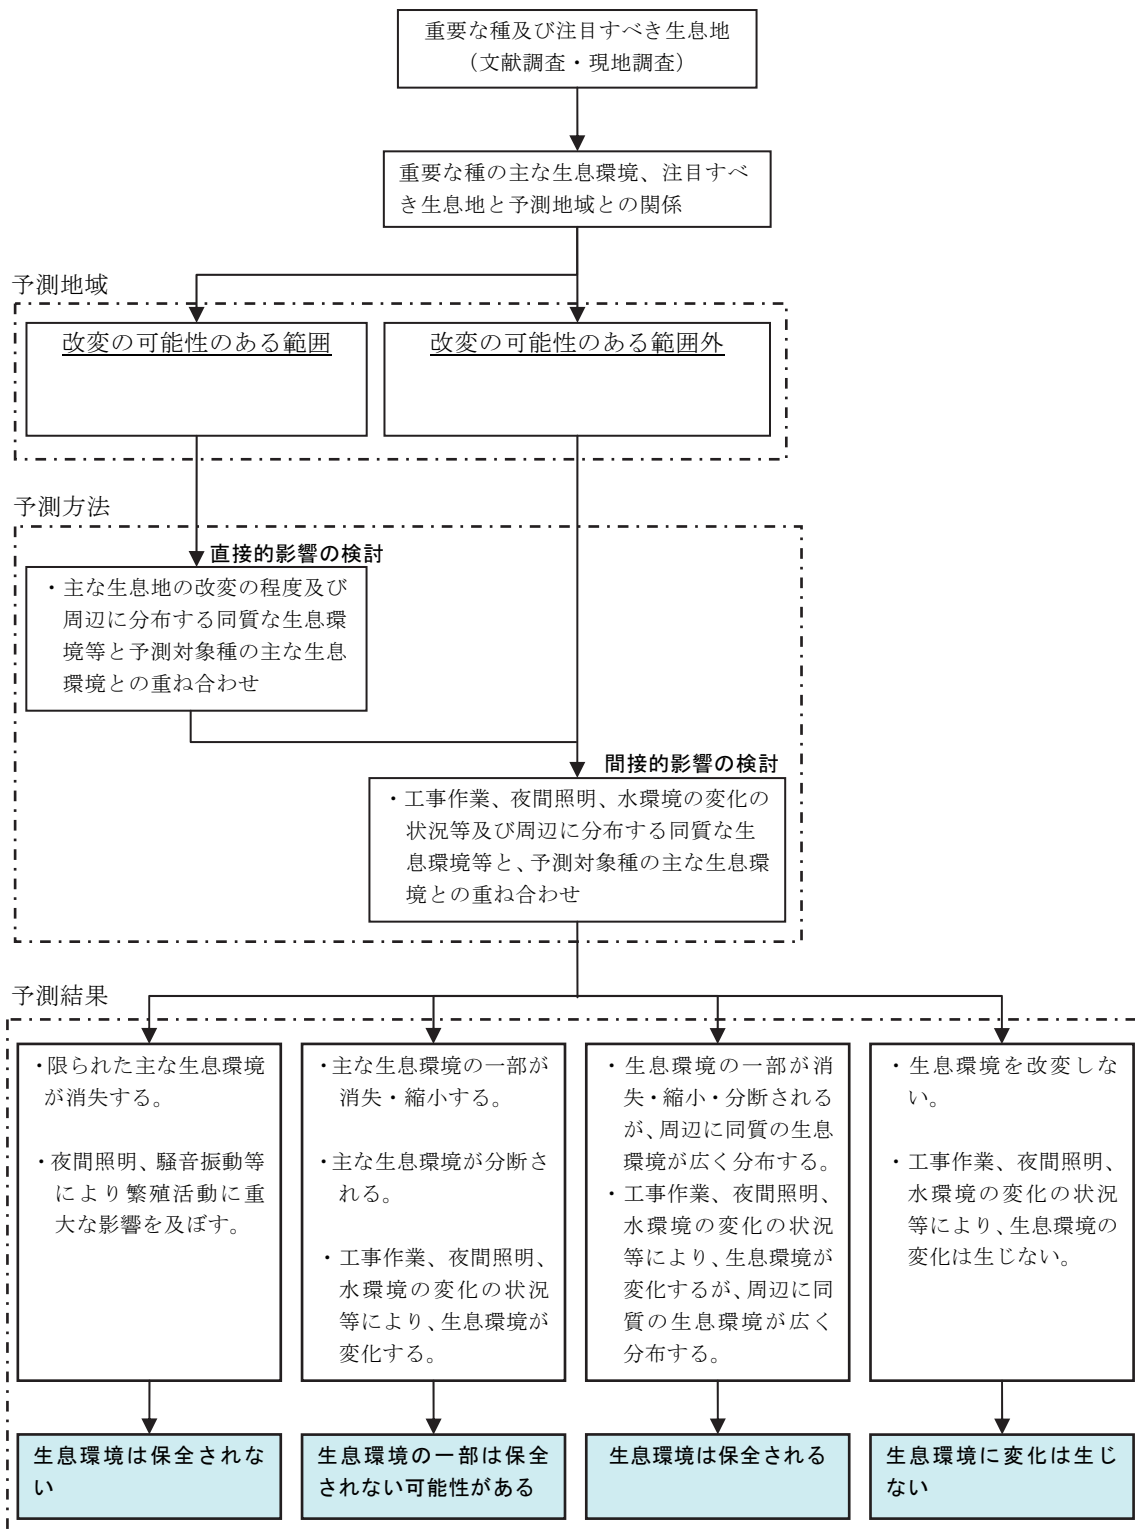 重要な種及び注目すべき生息地
（文献調査・現地調査）
重要な種の主な生息環境、注目すべ
き生息地と予測地域との関係
予測地域
改変の可能性のある範囲
改変の可能性のある範囲外
予測方法
直接的影響の検討
・主な生息地の改変の程度及び
周辺に分布する同質な生息環
境等と予測対象種の主な生息
環境との重ね合わせ
間接的影響の検討
・工事作業、夜間照明、水環境の変化の
状況等及び周辺に分布する同質な生
息環境等と、予測対象種の主な生息環
境との重ね合わせ
予測結果
・限られた主な生息環境
が消失する。
・夜間照明、騒音振動等
により繁殖活動に重
大な影響を及ぼす。
・主な生息環境の一部が
消失・縮小する。
・主な生息環境が分断さ
れる。
・工事作業、夜間照明、
水環境の変化の状況
等により、生息環境が
変化する。
・生息環境の一部が消
失・縮小・分断される
が、周辺に同質の生息
環境が広く分布する。
・工事作業、夜間照明、
水環境の変化の状況
等により、生息環境が
変化するが、周辺に同
質の生息環境が広く
分布する。
・生息環境を改変しな
い。
・工事作業、夜間照明、
水環境の変化の状況
等により、生息環境の
変化は生じない。
生息環境は保全されな
い
生息環境の一部は保全
されない可能性がある
生息環境は保全される
生息環境に変化は生じ
ない